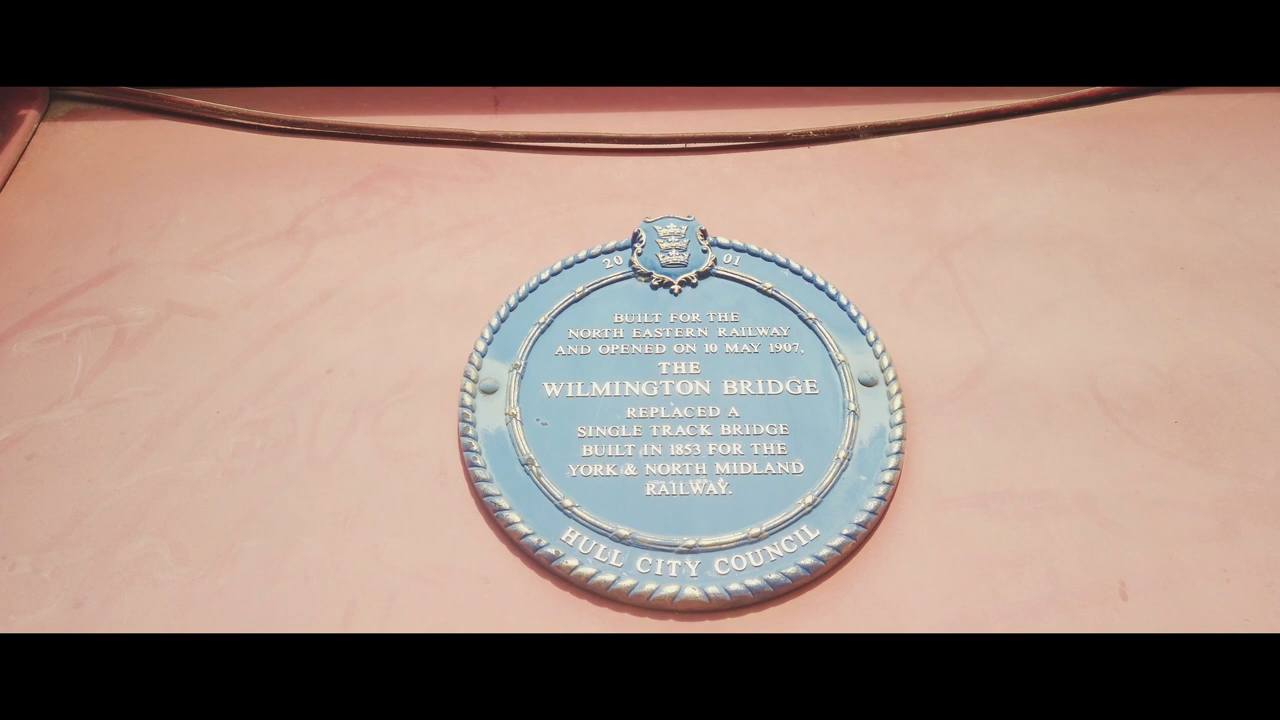 20 01
BUILT FOR THE
NORTH EASTERN RAILWAY
AND OPENED ON 10 MAY 1907,
THE
WILMINGTON BRIDGE
REPLACED A
SINGLE TRACK BRIDGE
BUILT IN 1853 FOR THE
YORK & NORTH MIDLAND
RAILWAY.
HULL CITY COUNCIL